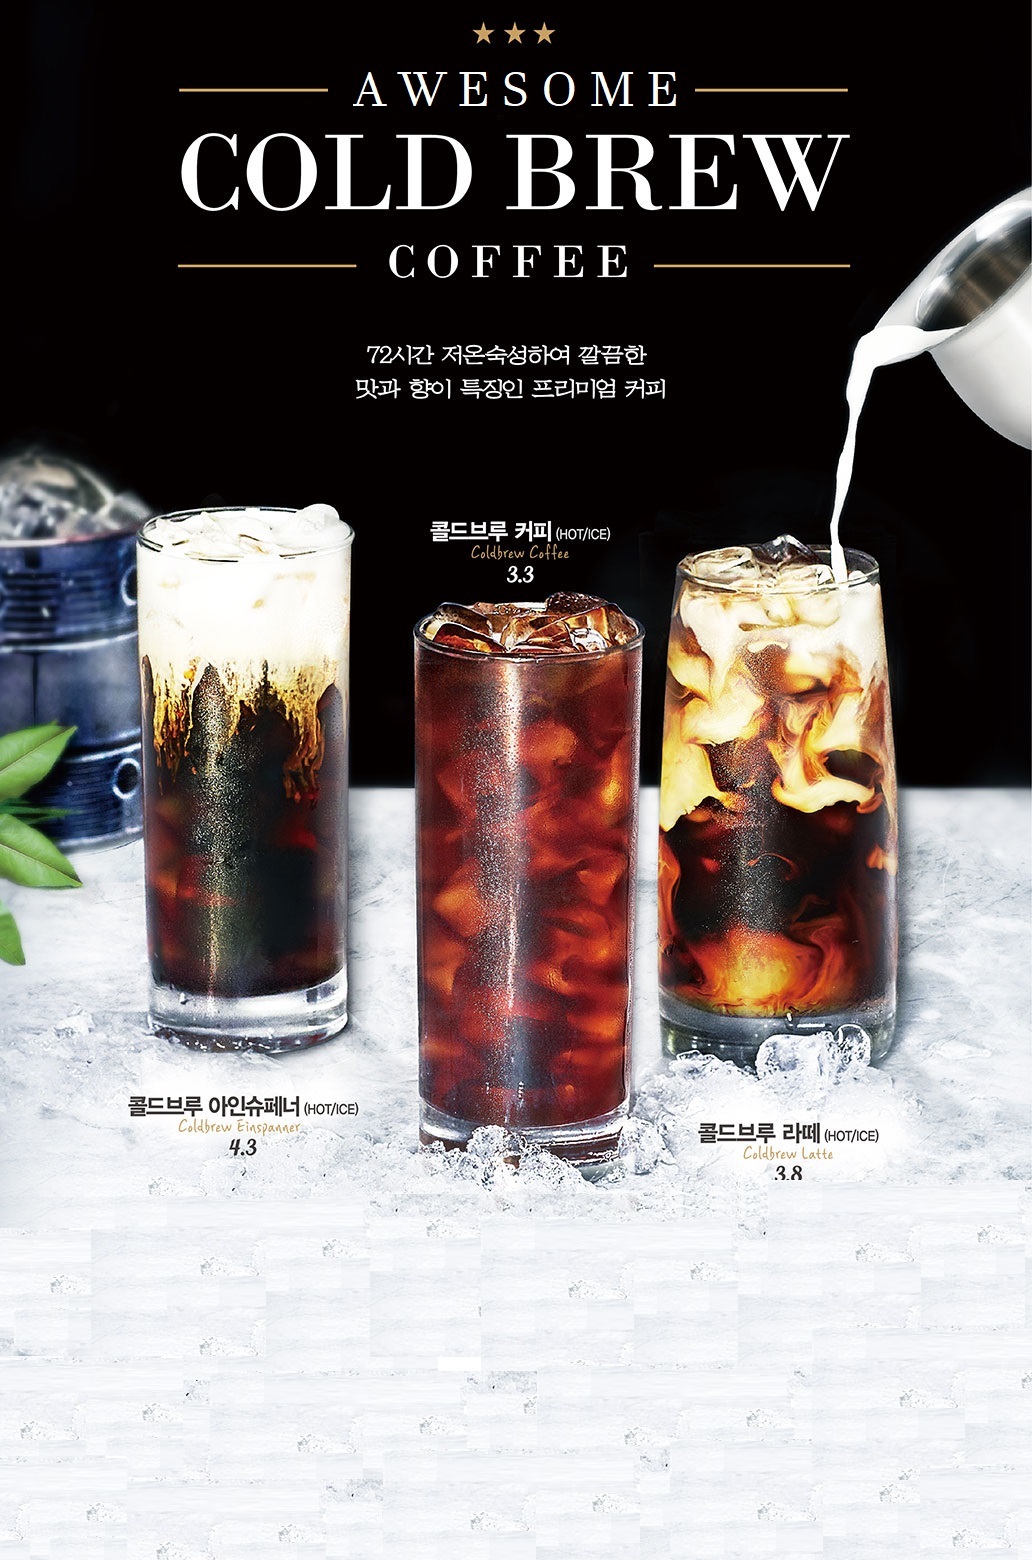 AWESOME
COLD BREW
COFFEE
72시간 저온숙성하여 깔끔한
맛과 향이 특징인 프리미엄 커피
콜드브루 커피 (HOT/ICE)
Coldbrew Coffee
3.3
콜드브루 아인슈페너 (HOT/ICE)
Coldbrew Einspanner
4.3
콜드브루 라떼 (HOT/ICE)
Coldbrew Latte
3.8